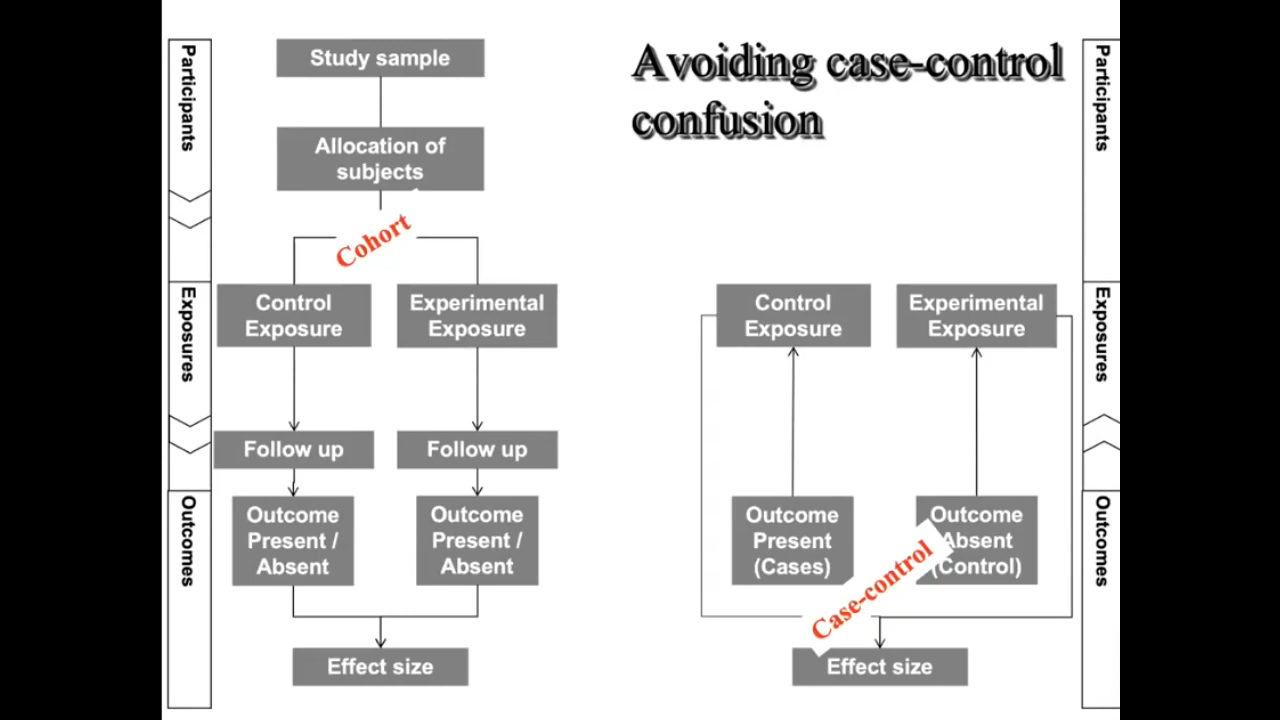 Avoiding case-control
confusion
Participants
Exposures
Outcomes
Study sample
Allocation of
subjects
Cohort
Control
Exposure
Experimental
Exposure
Follow up
Follow up
Outcome
Present /
Absent
Outcome
Present /
Absent
Effect size
Control
Exposure
Experimental
Exposure
Outcome
Present
(Cases)
Outcome
Absent
(Control)
Case-control
Effect size
Participants
Exposures
Outcomes